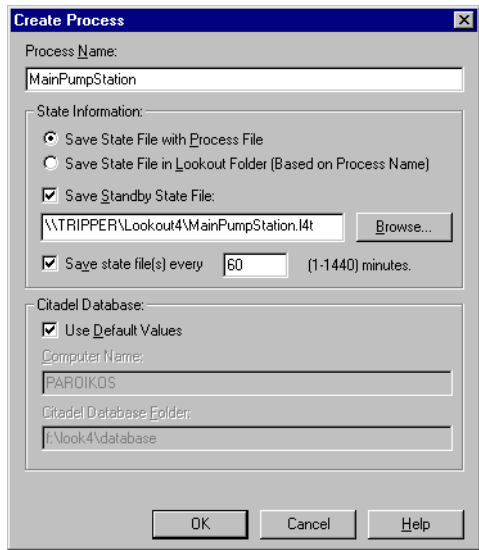 Create Process
Process Name:
MainPumpStation
State Information:
Save State File with Process File
Save State File in Lookout Folder (Based on Process Name)
Save Standby State File:
\\TRIPPER\Lookout4\MainPumpStation.l4t
Browse...
Save state file(s) every 60 (1-1440) minutes.
Citadel Database:
Use Default Values
Computer Name:
PAROIKOS
Citadel Database Folder:
f:\look4\database
OK Cancel Help